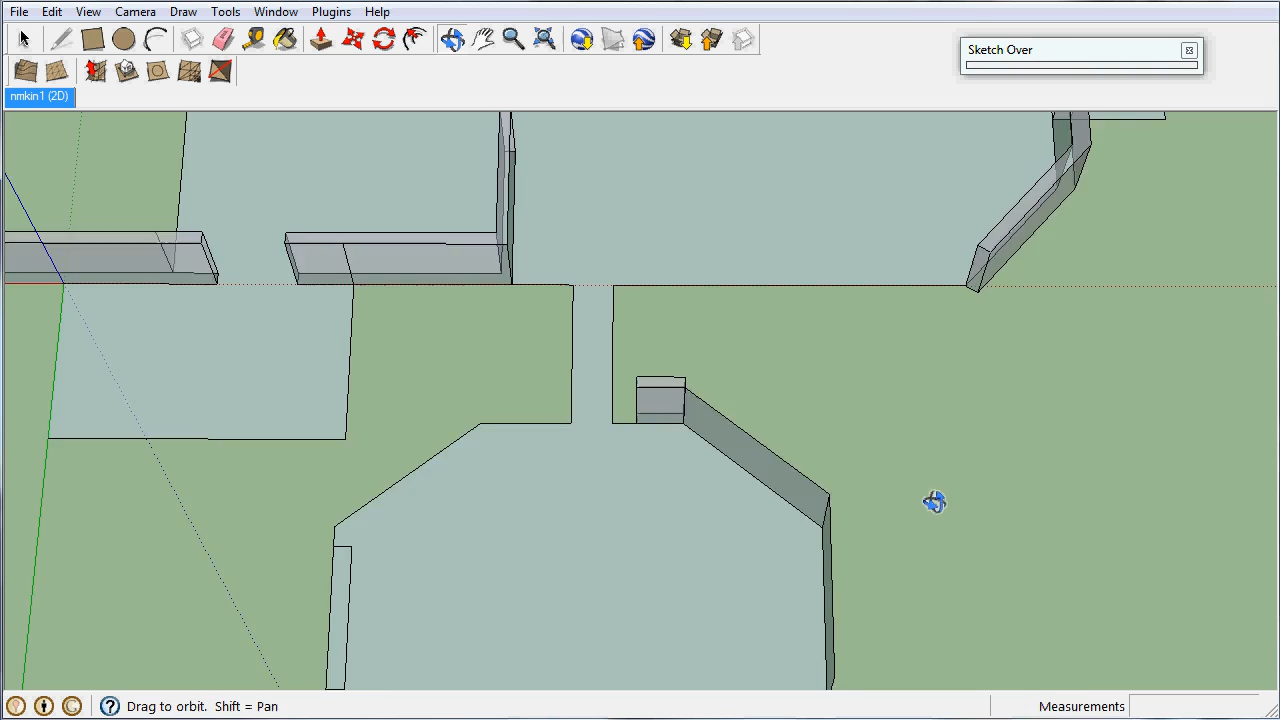 File Edit View Camera Draw Tools Window Plugins Help
Sketch Over
nmkin1 (2D)
Drag to orbit. Shift = Pan
Measurements